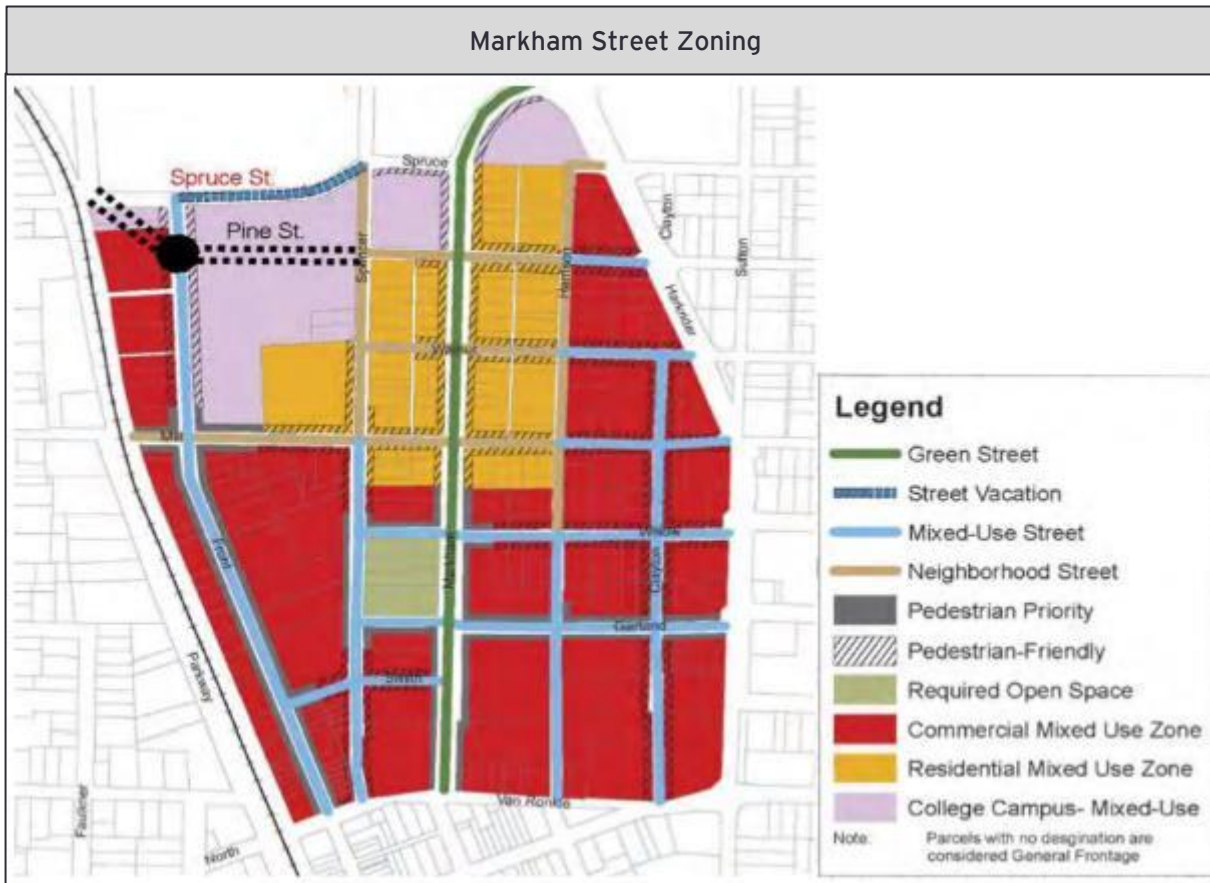 Markham Street Zoning
Spruce
Spruce St.
Pine St.
Clayton
Sutton
Spencer
Harrison
Harkrider
Front
Markham
Willow
Clayton
Garland
Smith
Parkway
Van Ronkle
Faulkner
North
Legend
Green Street
Street Vacation
Mixed-Use Street
Neighborhood Street
Pedestrian Priority
Pedestrian-Friendly
Required Open Space
Commercial Mixed Use Zone
Residential Mixed Use Zone
College Campus- Mixed-Use
Note: Parcels with no desgination are
considered General Frontage